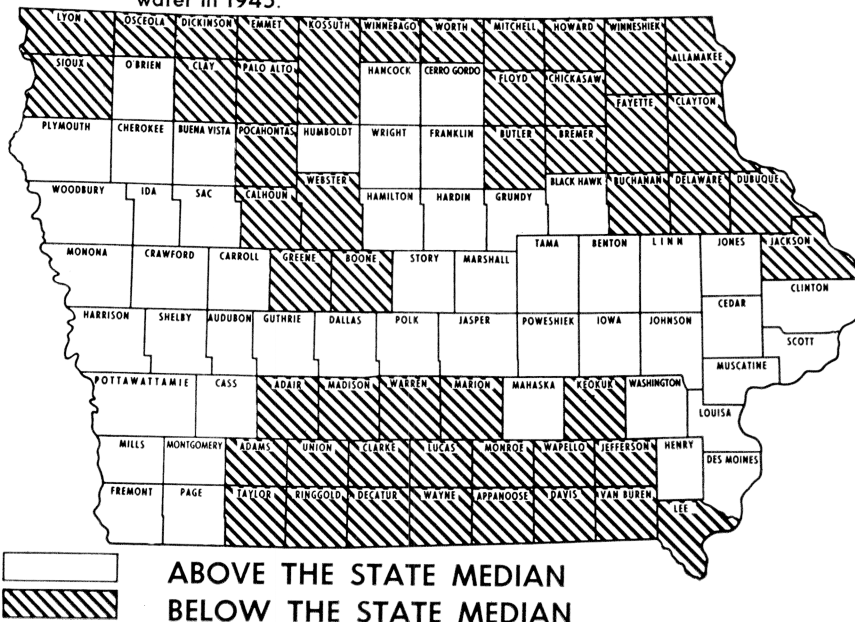 water in 1945.
LYON OSCEOLA DICKINSON EMMET KOSSUTH WINNEBAGO WORTH MITCHELL HOWARD WINNESHIEK ALLAMAKEE
SIOUX O'BRIEN CLAY PALO ALTO HANCOCK CERRO GORDO FLOYD CHICKASAW
FAYETTE CLAYTON
PLYMOUTH CHEROKEE BUENA VISTA POCAHONTAS HUMBOLDT WRIGHT FRANKLIN BUTLER BREMER
WEBSTER BLACK HAWK BUCHANAN DELAWARE DUBUQUE
WOODBURY IDA SAC CALHOUN HAMILTON HARDIN GRUNDY
TAMA BENTON LINN JONES JACKSON
MONONA CRAWFORD CARROLL GREENE BOONE STORY MARSHALL
CLINTON
CEDAR
HARRISON SHELBY AUDUBON GUTHRIE DALLAS POLK JASPER POWESHIEK IOWA JOHNSON
SCOTT
MUSCATINE
POTTAWATTAMIE CASS ADAIR MADISON WARREN MARION MAHASKA KEOKUK WASHINGTON
LOUISA
MILLS MONTGOMERY ADAMS UNION CLARKE LUCAS MONROE WAPELLO JEFFERSON HENRY
DES MOINES
FREMONT PAGE TAYLOR RINGGOLD DECATUR WAYNE APPANOOSE DAVIS VAN BUREN
LEE
ABOVE THE STATE MEDIAN
BELOW THE STATE MEDIAN